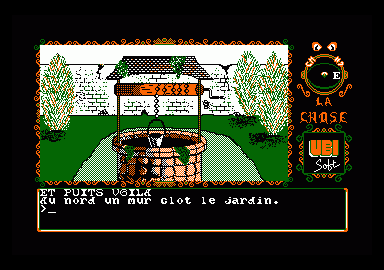 E
LA
CHOSE
UBI
Soft
ET PUITS VOILA
Au nord un mur clot le jardin.
>_